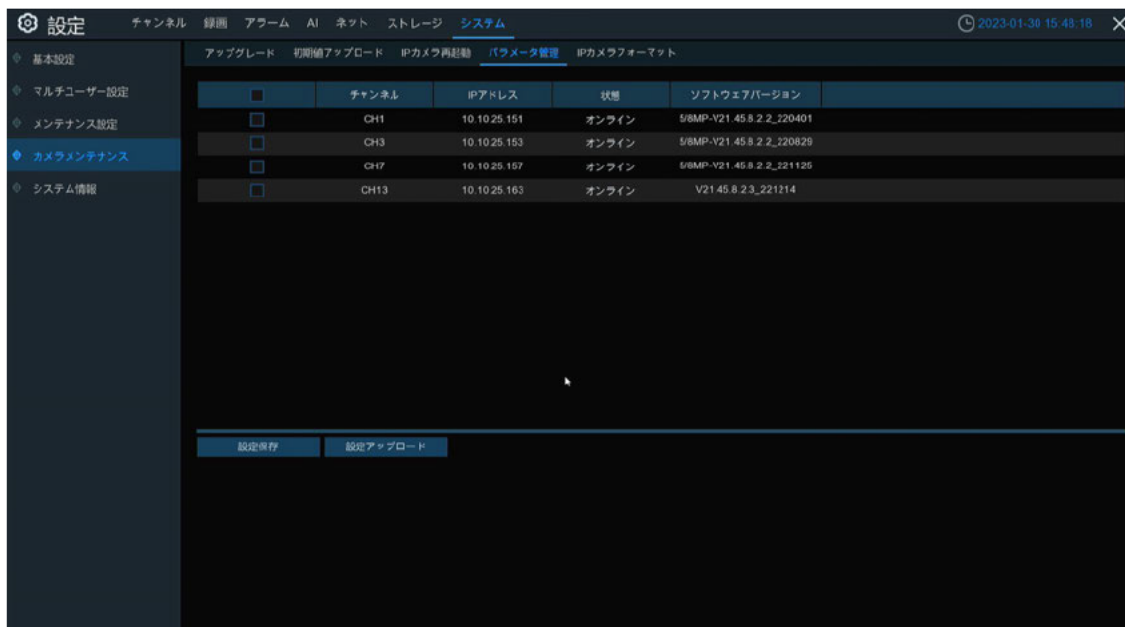 設定 チャンネル 録画 アラーム AI ネット ストレージ システム 2023-01-30 15:48:18
基本設定
マルチユーザー設定
メンテナンス設定
カメラメンテナンス
システム情報
アップグレード 初期値アップロード IPカメラ再起動 パラメータ管理 IPカメラフォーマット
チャンネル IPアドレス 状態 ソフトウエアバージョン
CH1 10.10.25.151 オンライン 5/8MP-V21.45.8.2.2_220401
CH3 10.10.25.153 オンライン 5/8MP-V21.45.8.2.2_220829
CH7 10.10.25.157 オンライン 5/8MP-V21.45.8.2.2_221125
CH13 10.10.25.163 オンライン V21.45.8.2.3_221214
設定保存 設定アップロード